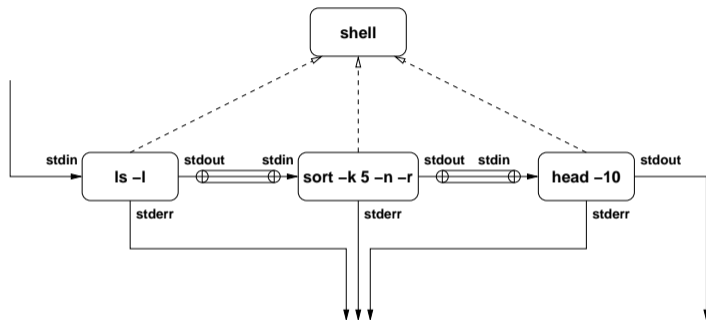 shell
stdin
ls –l
stdout
stdin
sort –k 5 –n –r
stdout
stdin
head –10
stdout
stderr
stderr
stderr